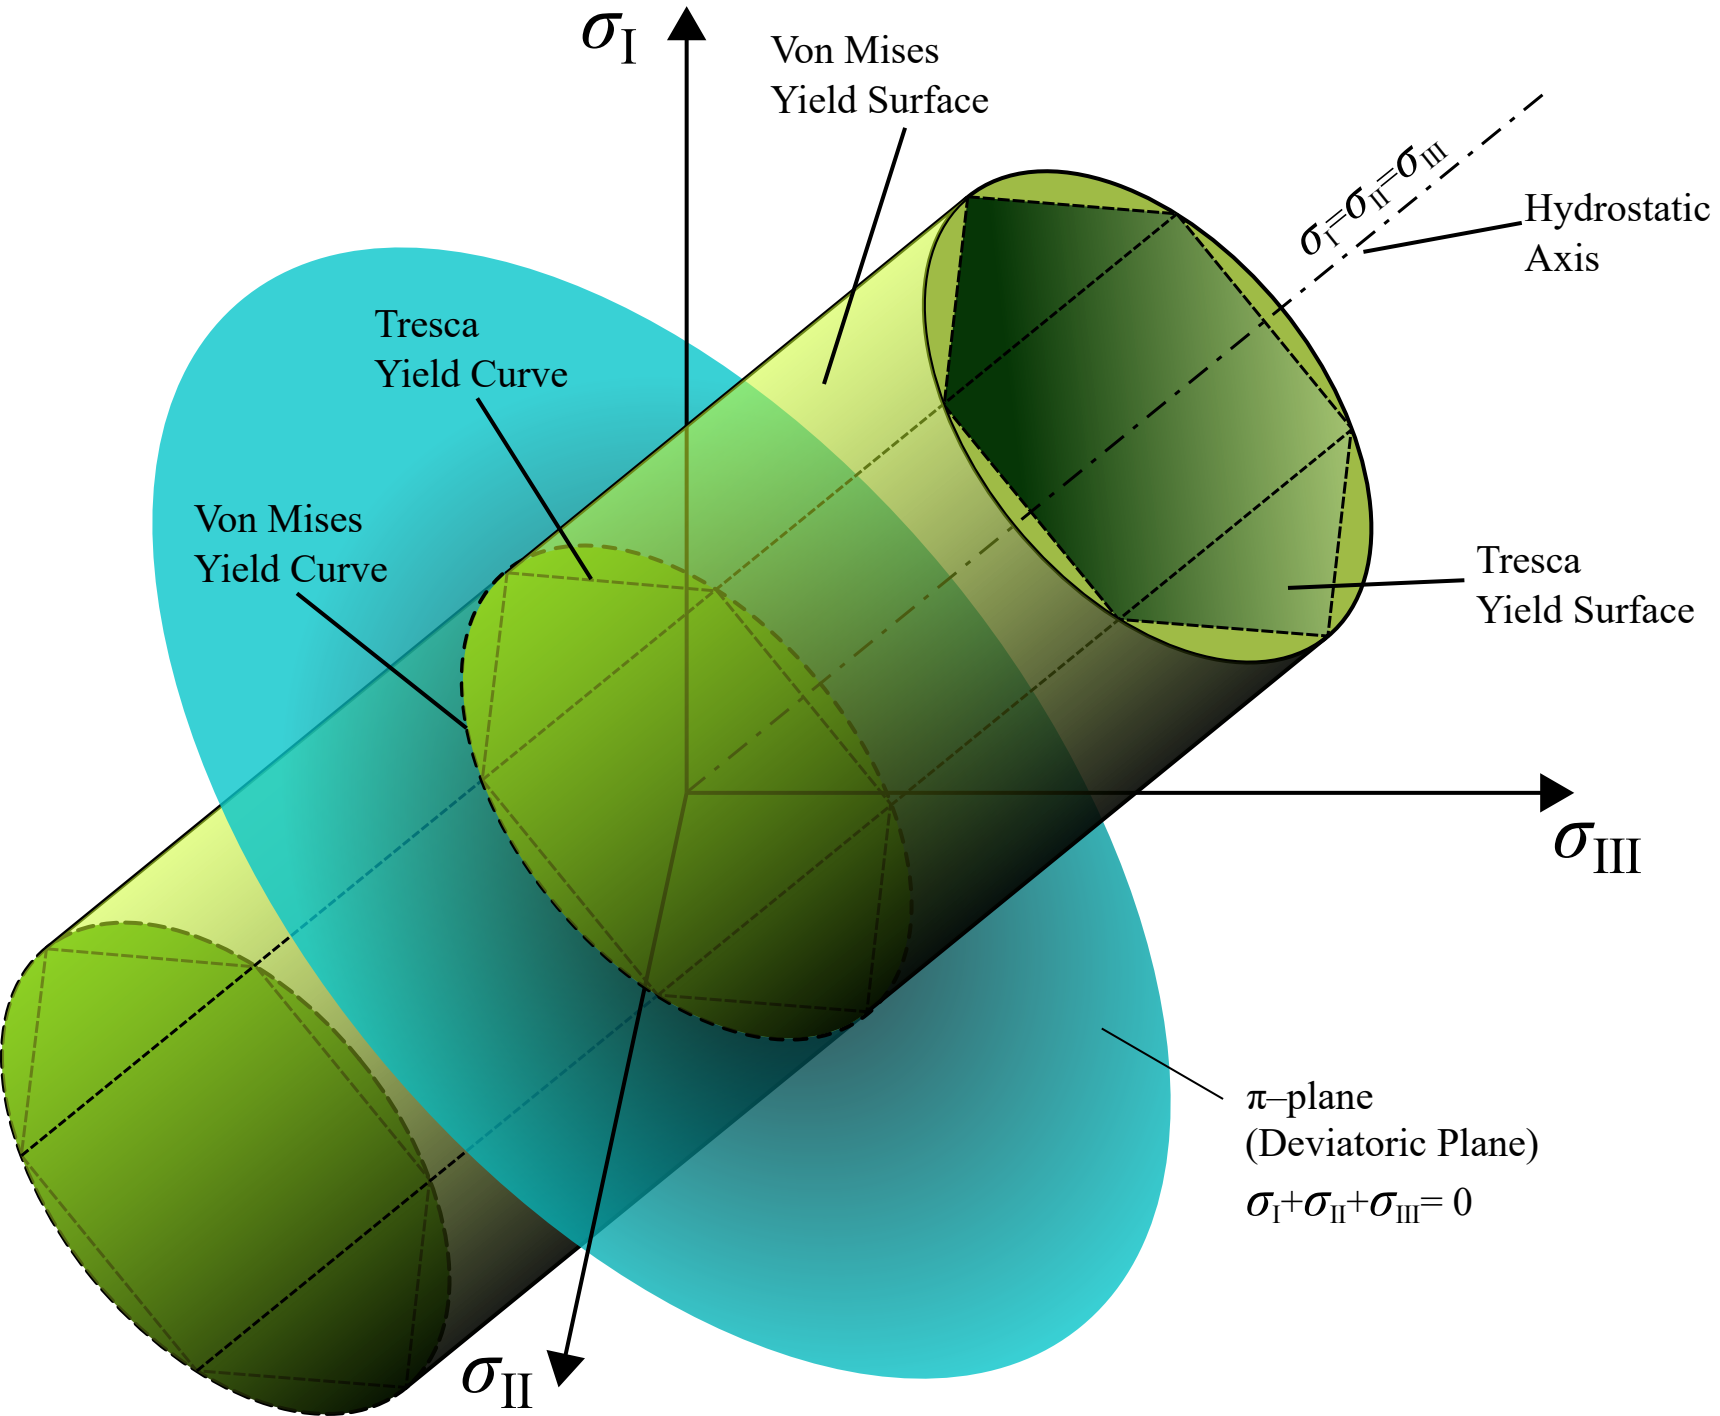 σI
Von Mises
Yield Surface
σI=σII=σIII
Hydrostatic
Axis
Tresca
Yield Curve
Von Mises
Yield Curve
Tresca
Yield Surface
σIII
π–plane
(Deviatoric Plane)
σI+σII+σIII= 0
σII